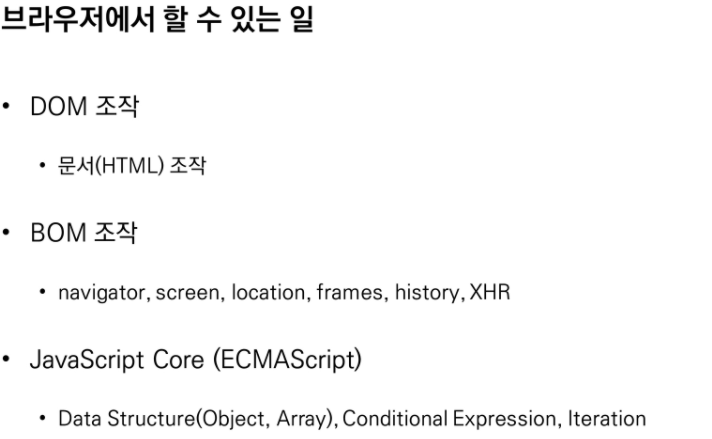 브라우저에서 할 수 있는 일
• DOM 조작
• 문서(HTML) 조작
• BOM 조작
• navigator, screen, location, frames, history, XHR
• JavaScript Core (ECMAScript)
• Data Structure(Object, Array), Conditional Expression, Iteration